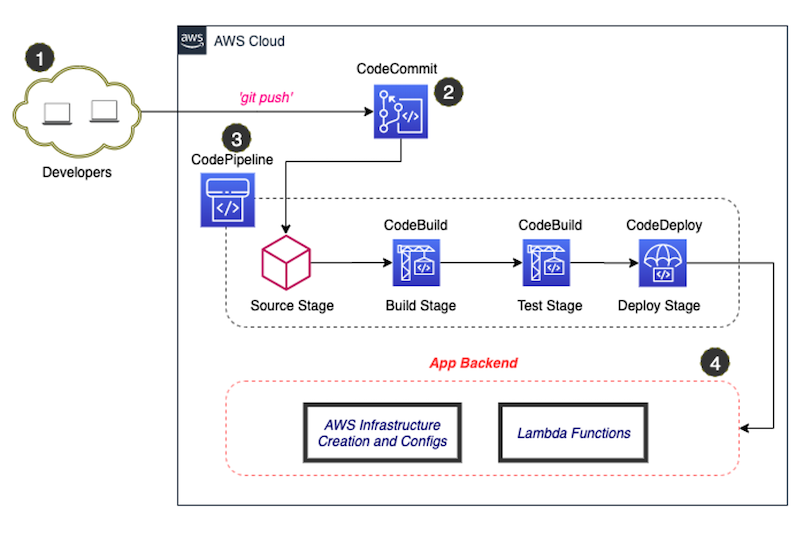 aws
AWS Cloud
1
CodeCommit
2
'git push'
Developers
3
CodePipeline
CodeBuild
CodeBuild
CodeDeploy
Source Stage
Build Stage
Test Stage
Deploy Stage
App Backend
4
AWS Infrastructure
Creation and Configs
Lambda Functions